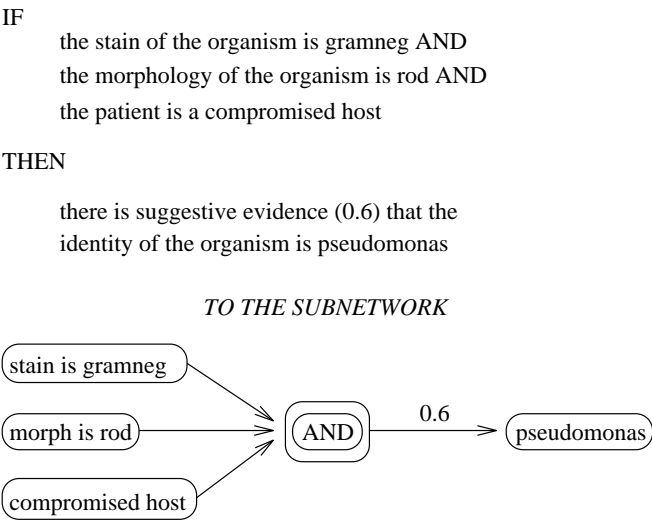 IF
the stain of the organism is gramneg AND
the morphology of the organism is rod AND
the patient is a compromised host
THEN
there is suggestive evidence (0.6) that the
identity of the organism is pseudomonas
TO THE SUBNETWORK
stain is gramneg
morph is rod
AND
0.6
pseudomonas
compromised host